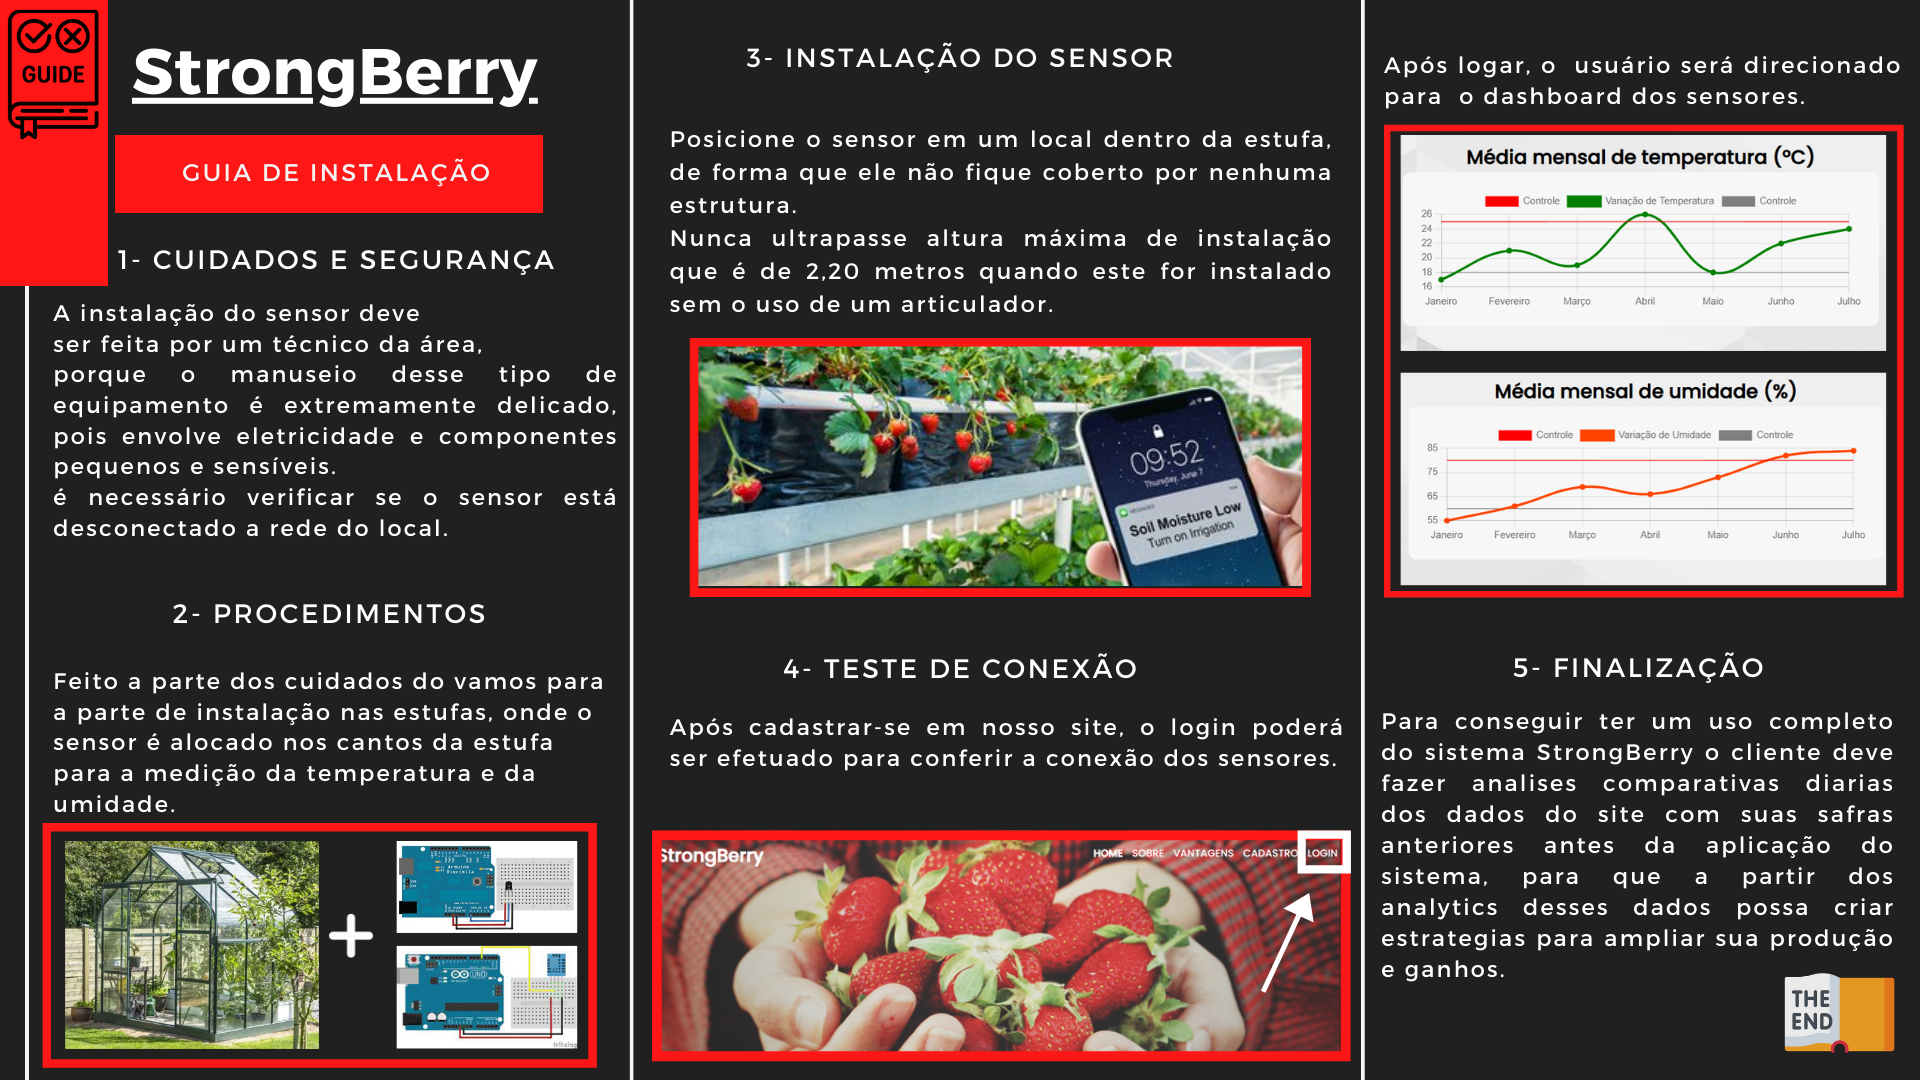 GUIDE
StrongBerry
GUIA DE INSTALAÇÃO
1- CUIDADOS E SEGURANÇA
A instalação do sensor deve
ser feita por um técnico da área,
porque o manuseio desse tipo de
equipamento é extremamente delicado,
pois envolve eletricidade e componentes
pequenos e sensíveis.
é necessário verificar se o sensor está
desconectado a rede do local.
2- PROCEDIMENTOS
Feito a parte dos cuidados do vamos para
a parte de instalação nas estufas, onde o
sensor é alocado nos cantos da estufa
para a medição da temperatura e da
umidade.
Arduino
Diecimila
UNO
Arduino
fritzing
3- INSTALAÇÃO DO SENSOR
Posicione o sensor em um local dentro da estufa,
de forma que ele não fique coberto por nenhuma
estrutura.
Nunca ultrapasse altura máxima de instalação
que é de 2,20 metros quando este for instalado
sem o uso de um articulador.
09:52
Thursday, June 7
Soil Moisture Low
Turn on Irrigation
4- TESTE DE CONEXÃO
Após cadastrar-se em nosso site, o login poderá
ser efetuado para conferir a conexão dos sensores.
StrongBerry
HOME SOBRE VANTAGENS CADASTRO LOGIN
Após logar, o usuário será direcionado
para o dashboard dos sensores.
Média mensal de temperatura (ºC)
Controle Variação de Temperatura Controle
26
24
22
20
18
16
Janeiro Fevereiro Março Abril Maio Junho Julho
Média mensal de umidade (%)
Controle Variação de Umidade Controle
85
75
65
55
Janeiro Fevereiro Março Abril Maio Junho Julho
5- FINALIZAÇÃO
Para conseguir ter um uso completo
do sistema StrongBerry o cliente deve
fazer analises comparativas diarias
dos dados do site com suas safras
anteriores antes da aplicação do
sistema, para que a partir dos
analytics desses dados possa criar
estrategias para ampliar sua produção
e ganhos.
THE
END